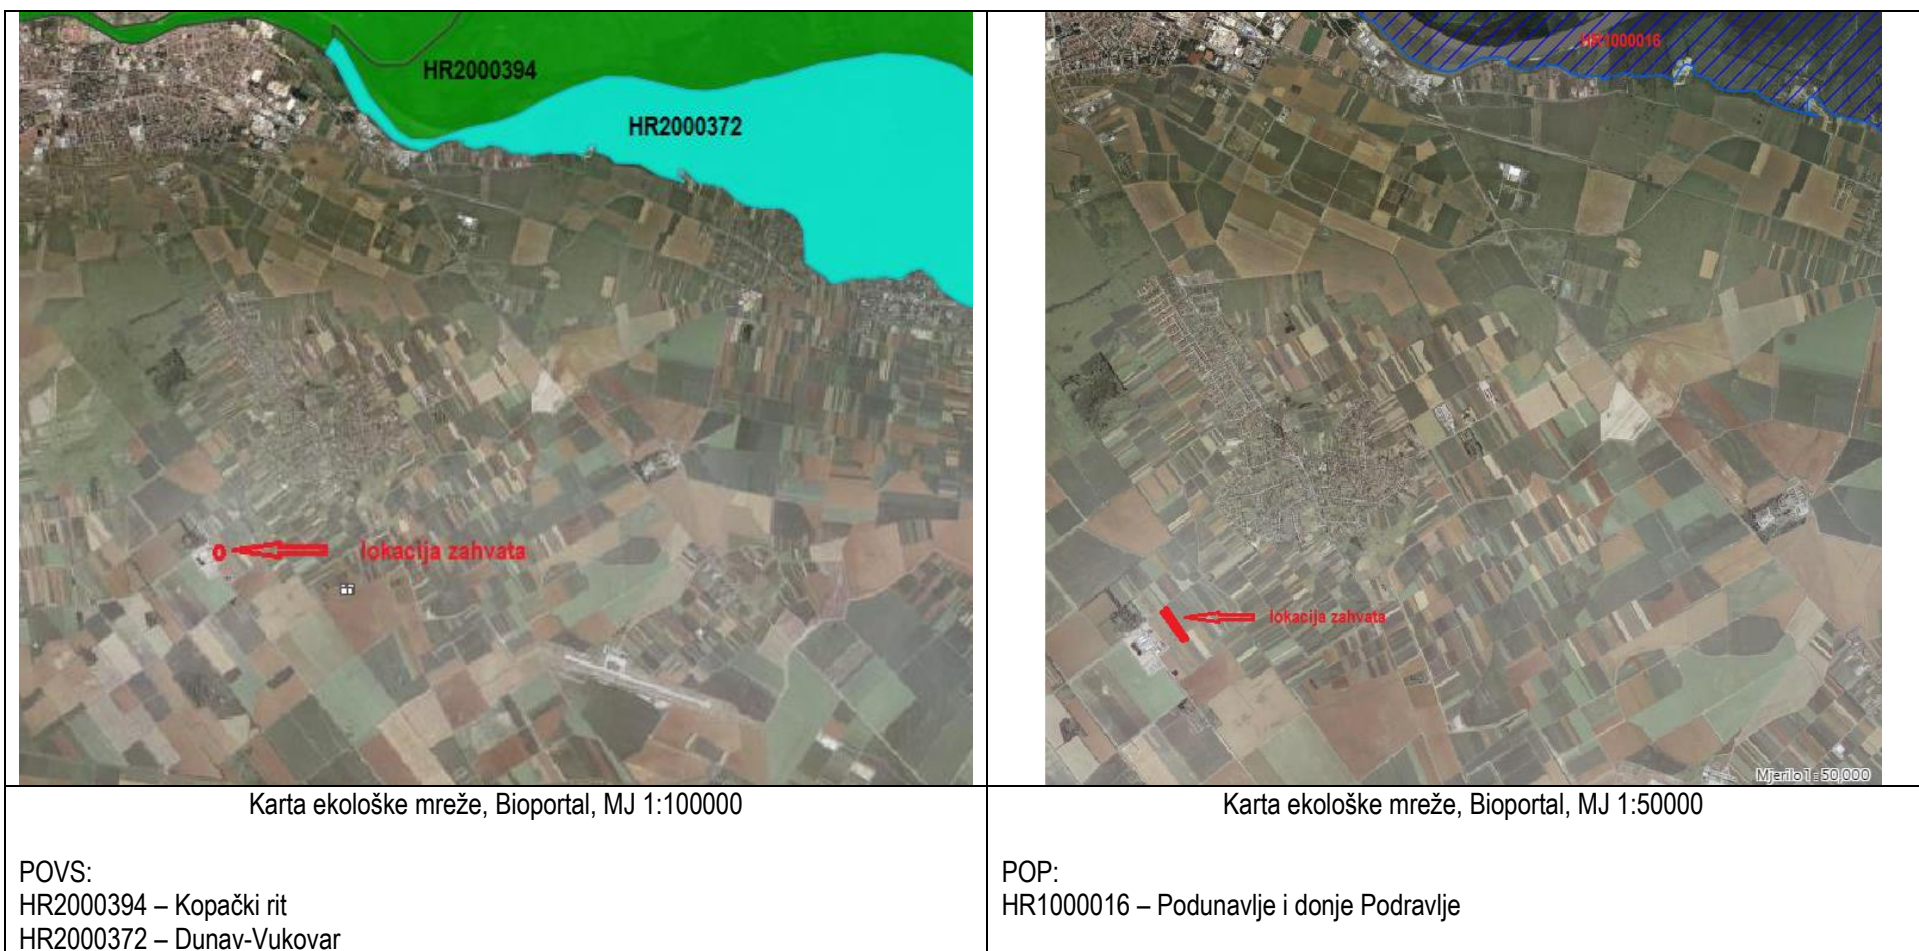 HR2000394
HR2000372
lokacija zahvata
HR1000016
lokacija zahvata
Mjerilo 1 : 50,000
Karta ekološke mreže, Bioportal, MJ 1:100000
POVS:
HR2000394 – Kopački rit
HR2000372 – Dunav-Vukovar
Karta ekološke mreže, Bioportal, MJ 1:50000
POP:
HR1000016 – Podunavlje i donje Podravlje